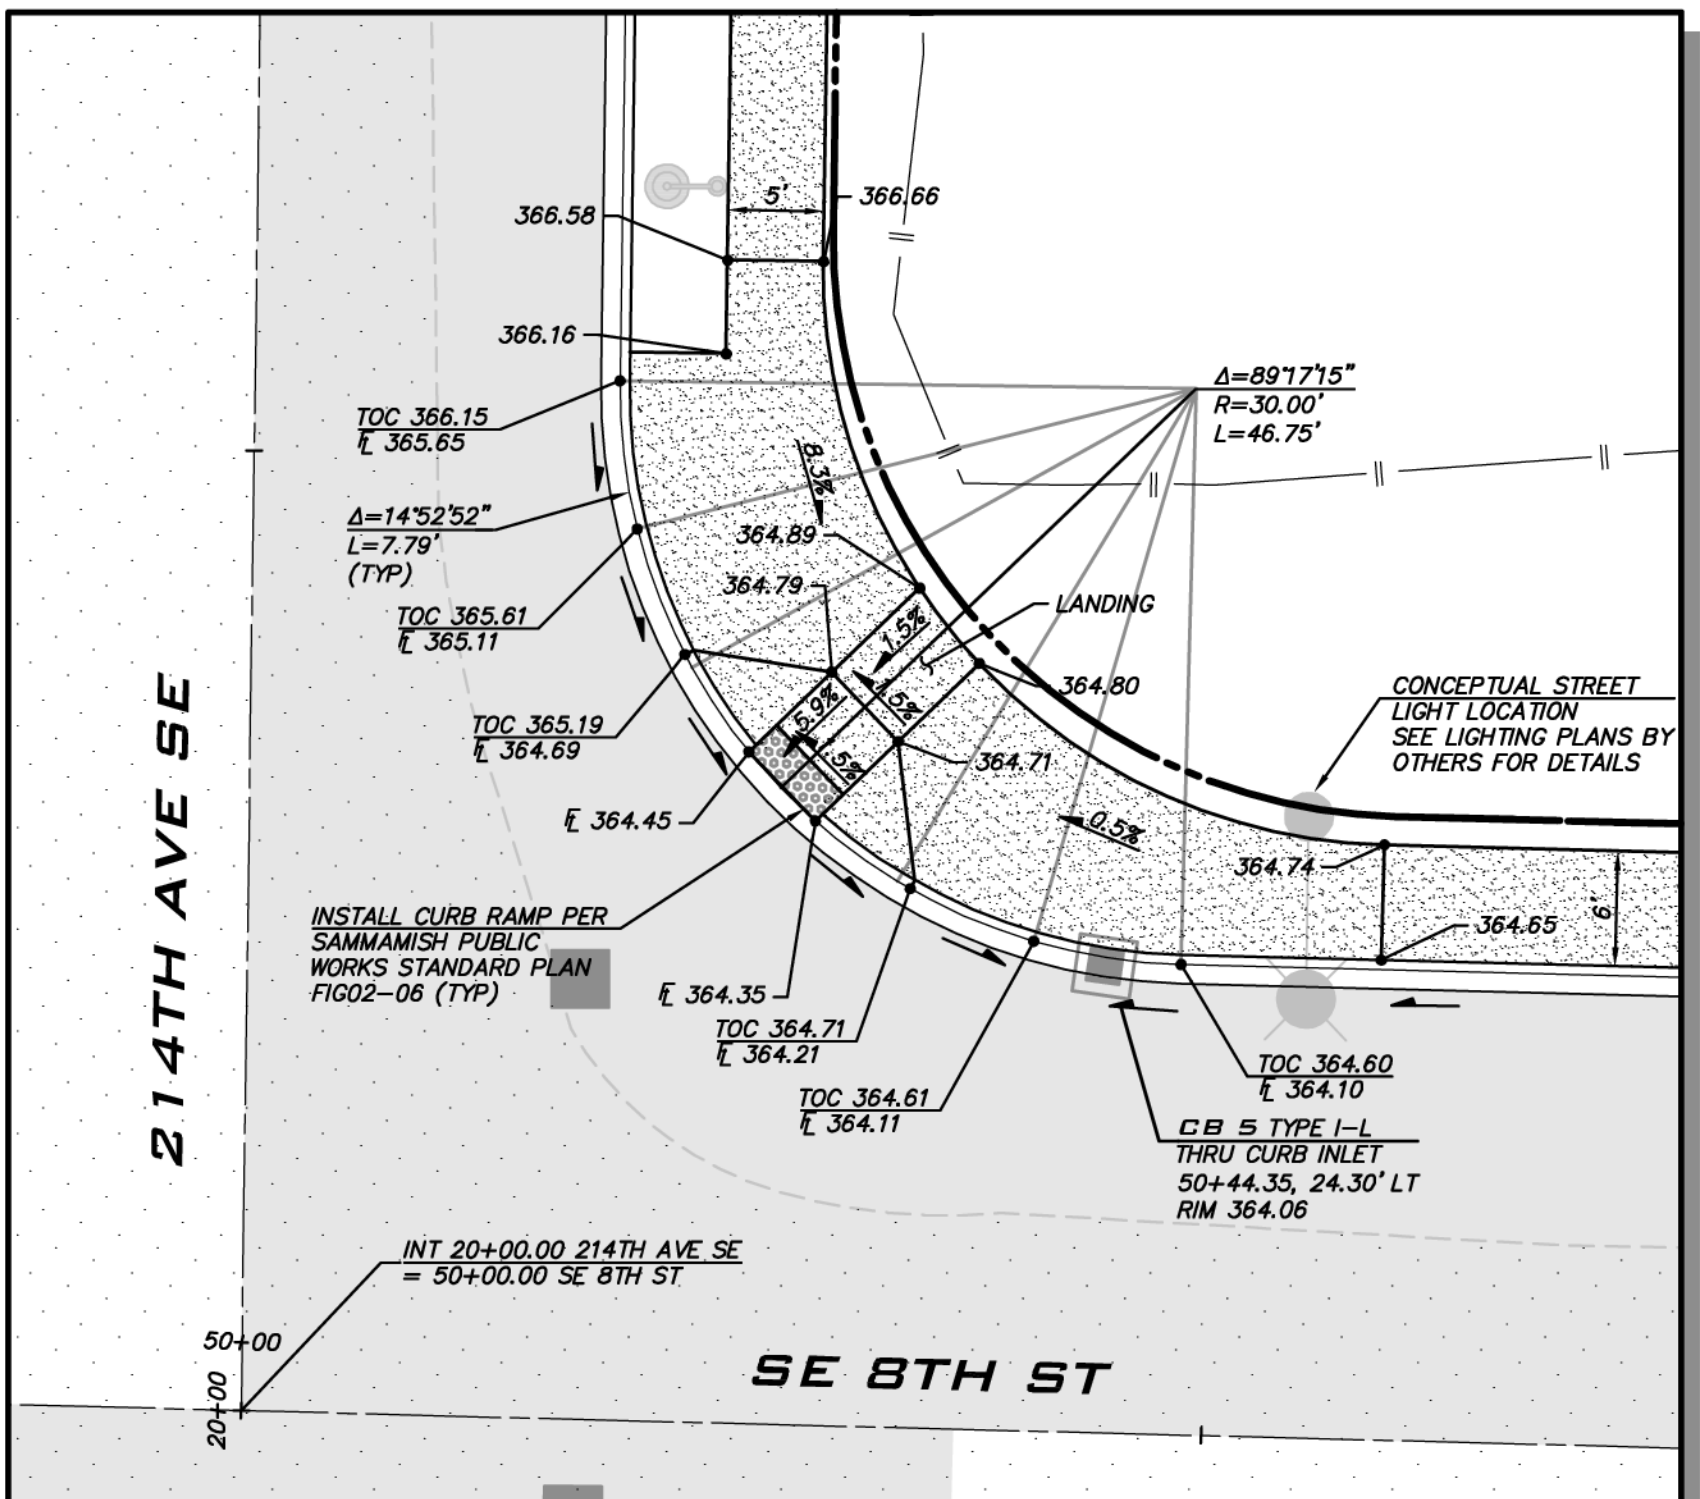 5'
366.58
366.66
366.16
Δ=89°17'15"
R=30.00'
L=46.75'
TOC 366.15
FL 365.65
8.3%
Δ=14°52'52"
L=7.79'
(TYP)
364.89
364.79
LANDING
TOC 365.61
FL 365.11
1.5%
1.5%
364.80
CONCEPTUAL STREET
LIGHT LOCATION
SEE LIGHTING PLANS BY
OTHERS FOR DETAILS
5.9%
TOC 365.19
FL 364.69
1.5%
364.71
FL 364.45
0.5%
364.74
6'
364.65
INSTALL CURB RAMP PER
SAMMAMISH PUBLIC
WORKS STANDARD PLAN
FIG02-06 (TYP)
FL 364.35
TOC 364.71
FL 364.21
TOC 364.61
FL 364.11
TOC 364.60
FL 364.10
CB 5 TYPE I-L
THRU CURB INLET
50+44.35, 24.30' LT
RIM 364.06
214TH AVE SE
INT 20+00.00 214TH AVE SE
= 50+00.00 SE 8TH ST
50+00
20+00
SE 8TH ST